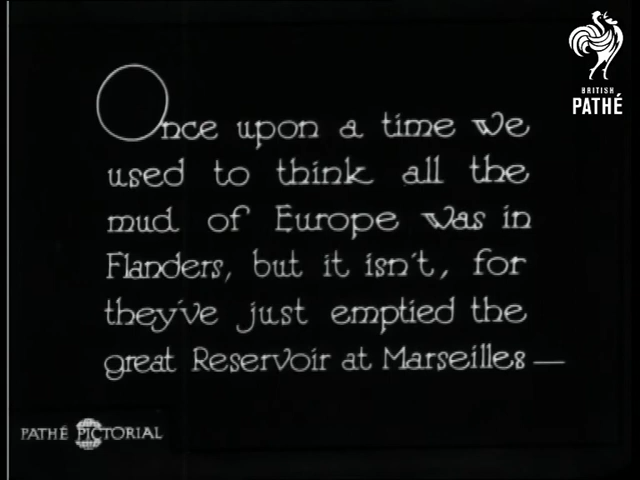 BRITISH
PATHÉ
Once upon a time we
used to think all the
mud of Europe was in
Flanders, but it isn't, for
they've just emptied the
great Reservoir at Marseilles —
PATHÉ PICTORIAL